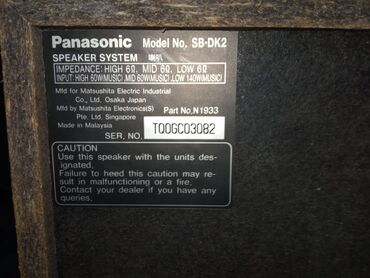 Panasonic Model No. SB-DK2
SPEAKER SYSTEM
IMPEDANCE: HIGH 6Ω, MID 6Ω, LOW 6Ω
INPUT: HIGH 60W(MUSIC), MID 60W(MUSIC), LOW 140W(MUSIC)
Mfd for Matsushita Electric Industrial
Co., Ltd. Osaka Japan
Mfd by Matsushita Electronics(S)
Pte. Ltd. Singapore
Part No.N1933
Made in Malaysia
SER. NO. TQ0GC03082
CAUTION
Use this speaker with the units des-
ignated.
Failure to heed this caution may re-
sult in malfunctioning or a fire.
Contact your dealer if you have any
queries.